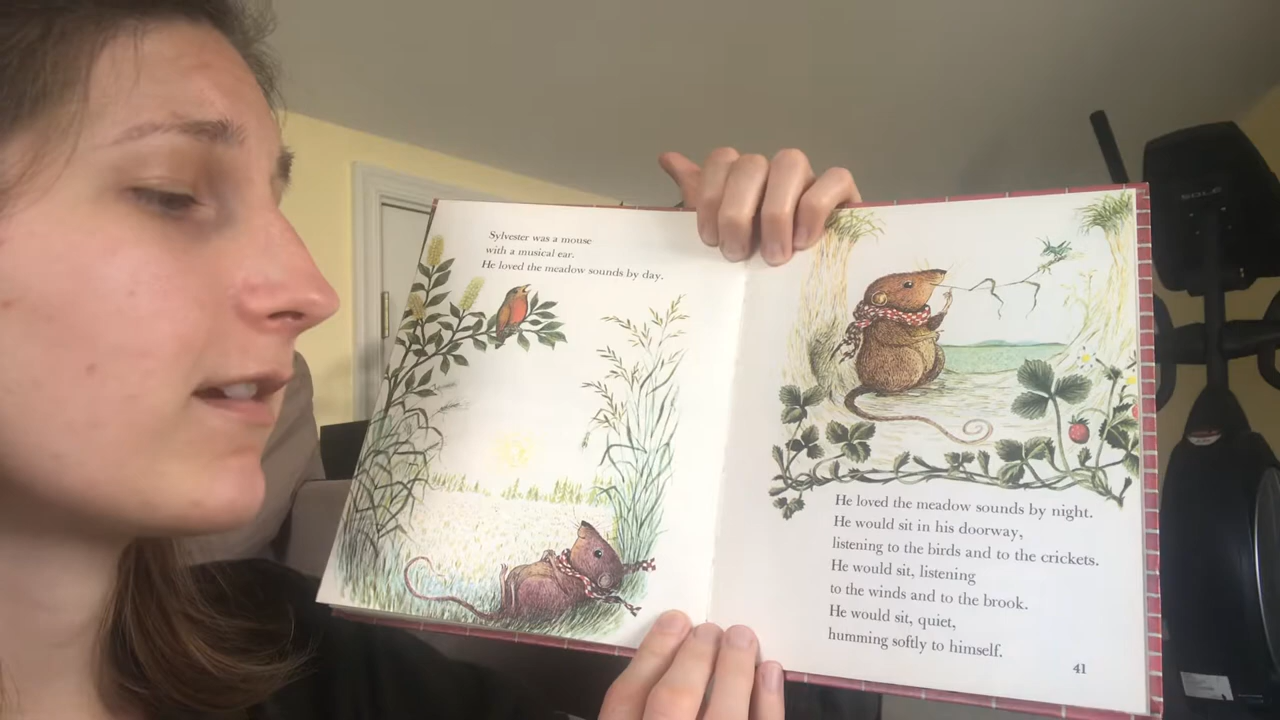 Sylvester was a mouse
with a musical ear.
He loved the meadow sounds by day.
He loved the meadow sounds by night.
He would sit in his doorway,
listening to the birds and to the crickets.
He would sit, listening
to the winds and to the brook.
He would sit, quiet,
humming softly to himself.
41
SOLE